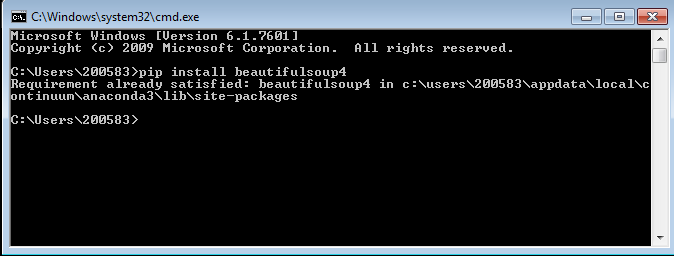 C:\Windows\system32\cmd.exe
Microsoft Windows [Version 6.1.7601]
Copyright (c) 2009 Microsoft Corporation.  All rights reserved.
C:\Users\200583>pip install beautifulsoup4
Requirement already satisfied: beautifulsoup4 in c:\users\200583\appdata\local\c
ontinuum\anaconda3\lib\site-packages
C:\Users\200583>